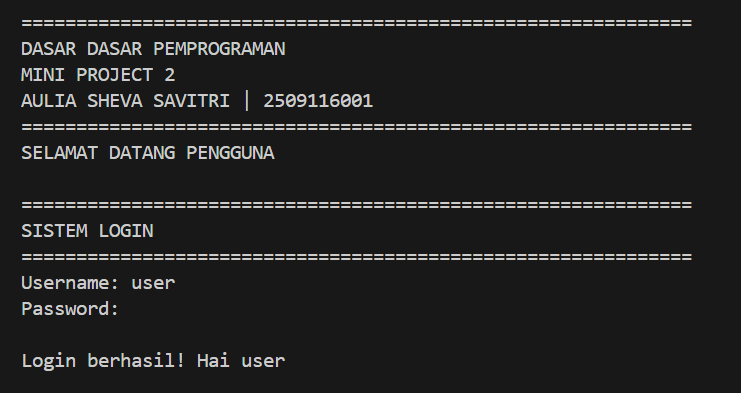 =============================================================
DASAR DASAR PEMPROGRAMAN
MINI PROJECT 2
AULIA SHEVA SAVITRI | 2509116001
=============================================================
SELAMAT DATANG PENGGUNA
=============================================================
SISTEM LOGIN
=============================================================
Username: user
Password:
Login berhasil! Hai user